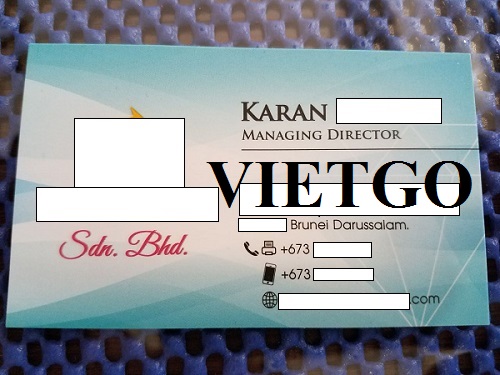 KARAN
MANAGING DIRECTOR
VIETGO
Brunei Darussalam.
Sdn. Bhd.
+673
+673
.com